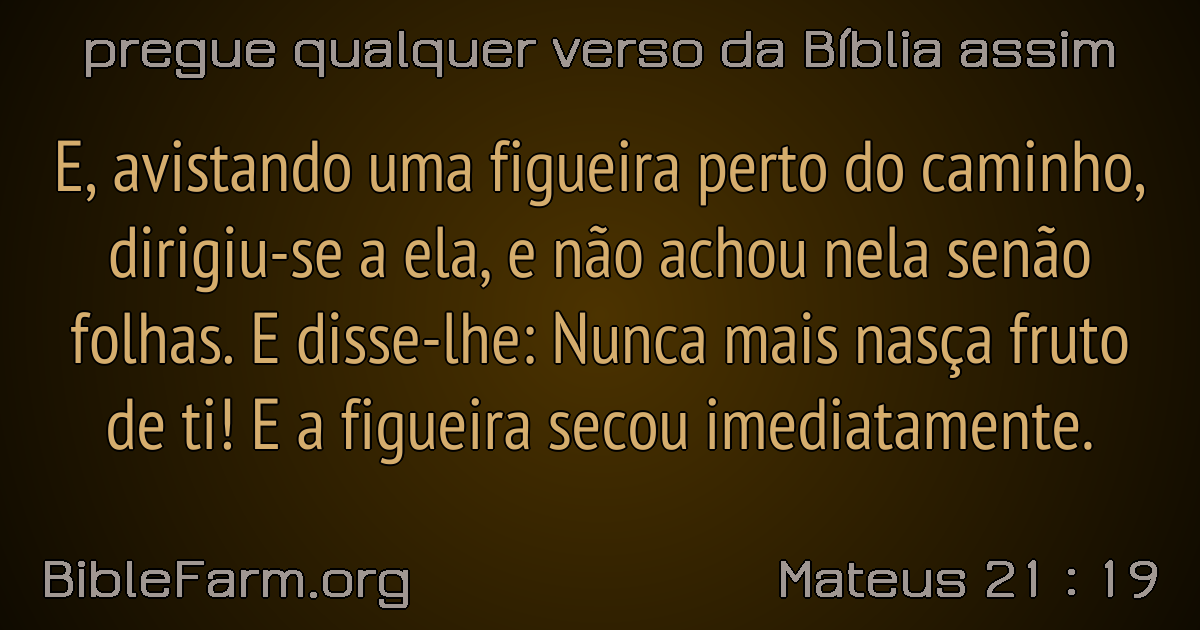 pregue qualquer verso da Bíblia assim
E, avistando uma figueira perto do caminho,
dirigiu-se a ela, e não achou nela senão
folhas. E disse-lhe: Nunca mais nasça fruto
de ti! E a figueira secou imediatamente.
BibleFarm.org
Mateus 21 : 19